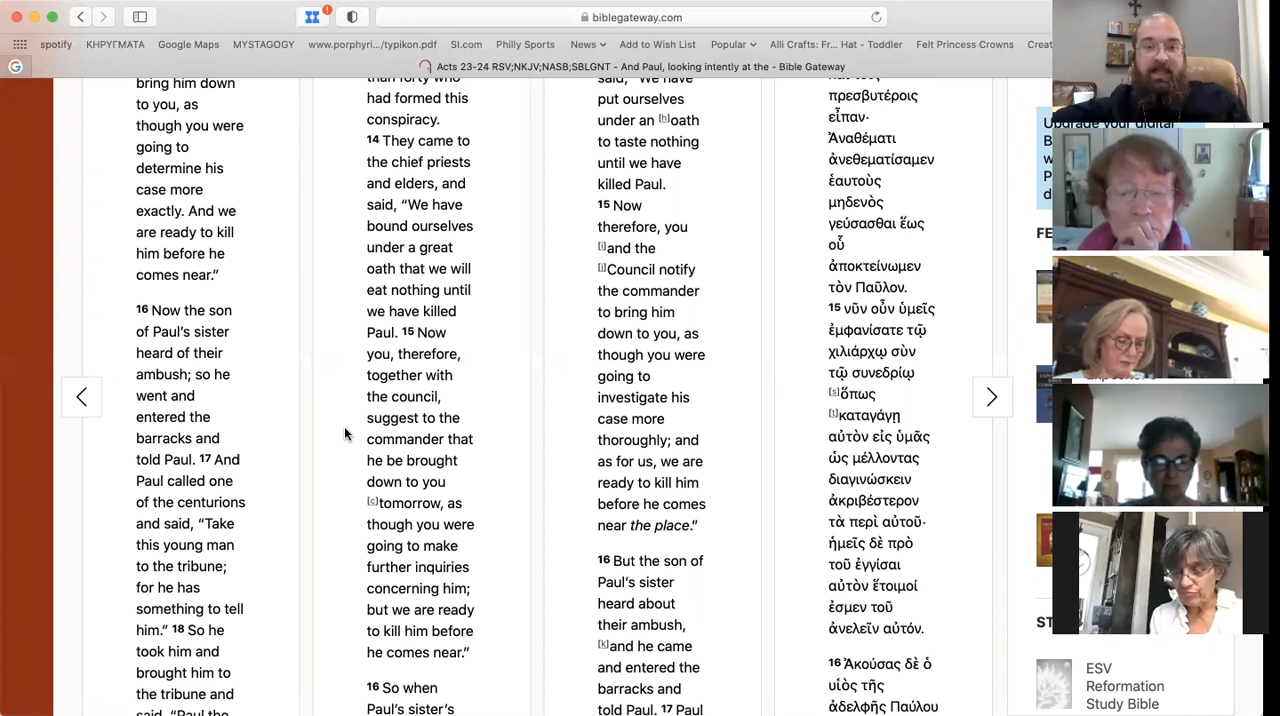 biblegateway.com
spotify
ΚΗΡΥΓΜΑΤΑ
Google Maps
MYSTAGOGY
www.porphyri.../typikon.pdf
SI.com
Philly Sports
News
Add to Wish List
Popular
Alli Crafts: Fr... Hat - Toddler
Felt Princess Crowns
Creat
G
Acts 23-24 RSV;NKJV;NASB;SBLGNT - And Paul, looking intently at the - Bible Gateway
bring him down
to you, as
though you were
going to
determine his
case more
exactly. And we
are ready to kill
him before he
comes near.”
16 Now the son
of Paul’s sister
heard of their
ambush; so he
went and
entered the
barracks and
told Paul. 17 And
Paul called one
of the centurions
and said, “Take
this young man
to the tribune;
for he has
something to tell
him.” 18 So he
took him and
brought him to
the tribune and
said, “Paul the
than forty who
had formed this
conspiracy.
14 They came to
the chief priests
and elders, and
said, “We have
bound ourselves
under a great
oath that we will
eat nothing until
we have killed
Paul. 15 Now
you, therefore,
together with
the council,
suggest to the
commander that
he be brought
down to you
[c]tomorrow, as
though you were
going to make
further inquiries
concerning him;
but we are ready
to kill him before
he comes near.”
16 So when
Paul’s sister’s
said, “We have
put ourselves
under an [h]oath
to taste nothing
until we have
killed Paul.
15 Now
therefore, you
[i]and the
[j]Council notify
the commander
to bring him
down to you, as
though you were
going to
investigate his
case more
thoroughly; and
as for us, we are
ready to kill him
before he comes
near the place.”
16 But the son of
Paul’s sister
heard about
their ambush,
[k]and he came
and entered the
barracks and
told Paul. 17 Paul
πρεσβυτέροις
εἶπαν·
Ἀναθέματι
ἀνεθεματίσαμεν
ἑαυτοὺς
μηδενὸς
γεύσασθαι ἕως
οὗ
ἀποκτείνωμεν
τὸν Παῦλον.
15 νῦν οὖν ὑμεῖς
ἐμφανίσατε τῷ
χιλιάρχῳ σὺν
τῷ συνεδρίῳ
[s]ὅπως
[t]καταγάγῃ
αὐτὸν εἰς ὑμᾶς
ὡς μέλλοντας
διαγινώσκειν
ἀκριβέστερον
τὰ περὶ αὐτοῦ·
ἡμεῖς δὲ πρὸ
τοῦ ἐγγίσαι
αὐτὸν ἕτοιμοί
ἐσμεν τοῦ
ἀνελεῖν αὐτόν.
16 Ἀκούσας δὲ ὁ
υἱὸς τῆς
ἀδελφῆς Παύλου
Upgrade your digital
B
w
P
d
FE
ST
ESV
Reformation
Study Bible